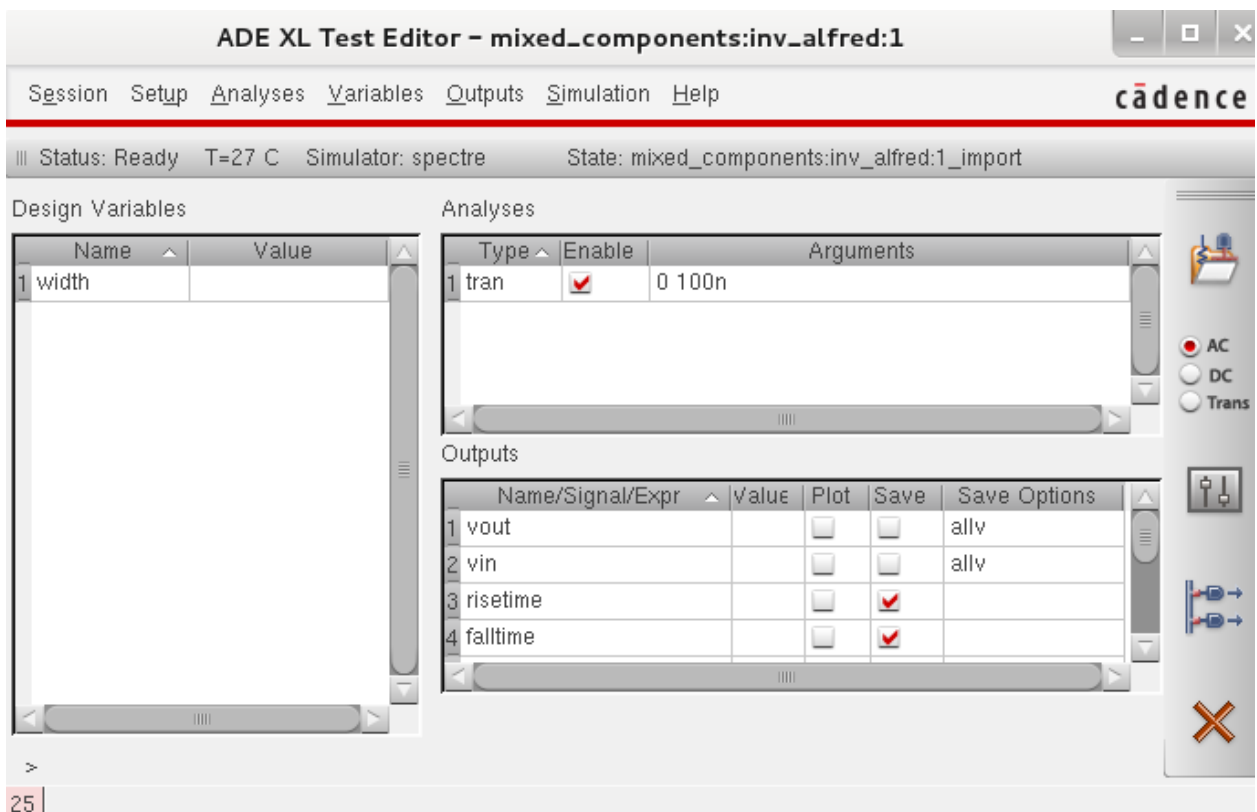 ADE XL Test Editor - mixed_components:inv_alfred:1
Session Setup Analyses Variables Outputs Simulation Help
cādence
Status: Ready T=27 C Simulator: spectre State: mixed_components:inv_alfred:1_import
Design Variables
Name Value
1 width
Analyses
Type Enable Arguments
1 tran 0 100n
Outputs
Name/Signal/Expr Value Plot Save Save Options
1 vout allv
2 vin allv
3 risetime
4 falltime
AC
DC
Trans
>
25